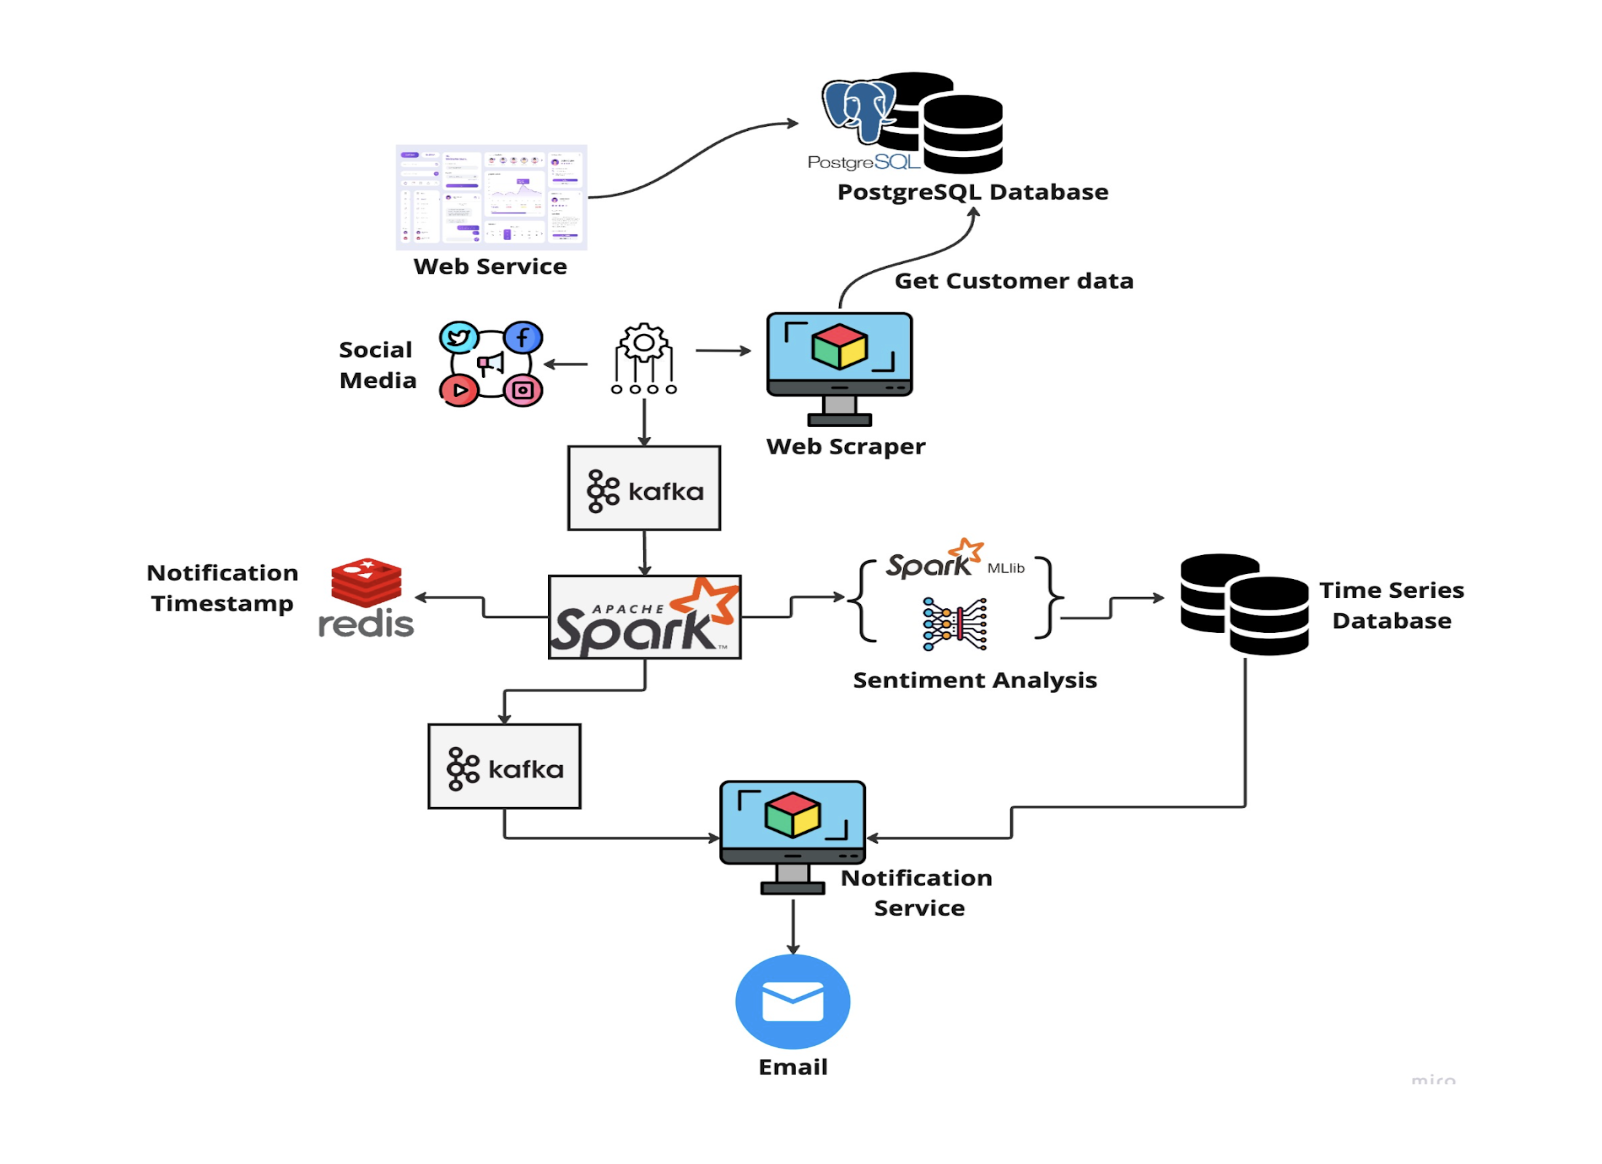 PostgreSQL
PostgreSQL Database
Web Service
Get Customer data
Social
Media
Web Scraper
kafka
Notification
Timestamp
redis
APACHE
Spark™
Spark MLlib
Sentiment Analysis
Time Series
Database
kafka
Notification
Service
Email
miro